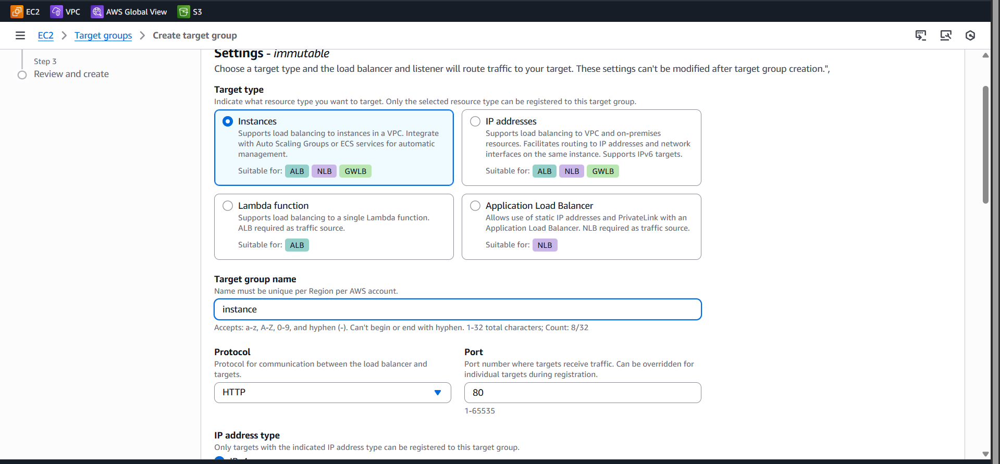 EC2 VPC AWS Global View S3
EC2 Target groups Create target group
Step 3
Review and create
Settings - immutable
Choose a target type and the load balancer and listener will route traffic to your target. These settings can't be modified after target group creation.",
Target type
Indicate what resource type you want to target. Only the selected resource type can be registered to this target group.
Instances
Supports load balancing to instances in a VPC. Integrate
with Auto Scaling Groups or ECS services for automatic
management.
Suitable for: ALB NLB GWLB
IP addresses
Supports load balancing to VPC and on-premises
resources. Facilitates routing to IP addresses and network
interfaces on the same instance. Supports IPv6 targets.
Suitable for: ALB NLB GWLB
Lambda function
Supports load balancing to a single Lambda function.
ALB required as traffic source.
Suitable for: ALB
Application Load Balancer
Allows use of static IP addresses and PrivateLink with an
Application Load Balancer. NLB required as traffic source.
Suitable for: NLB
Target group name
Name must be unique per Region per AWS account.
instance
Accepts: a-z, A-Z, 0-9, and hyphen (-). Can't begin or end with hyphen. 1-32 total characters; Count: 8/32
Protocol
Protocol for communication between the load balancer and
targets.
HTTP
Port
Port number where targets receive traffic. Can be overridden for
individual targets during registration.
80
1-65535
IP address type
Only targets with the indicated IP address type can be registered to this target group.